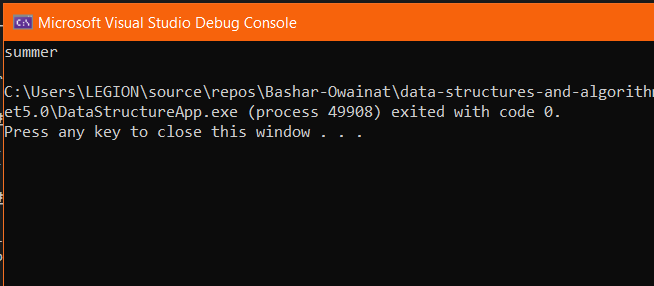 Microsoft Visual Studio Debug Console
summer
C:\Users\LEGION\source\repos\Bashar-Owainat\data-structures-and-algorith
et5.0\DataStructureApp.exe (process 49908) exited with code 0.
Press any key to close this window . . .